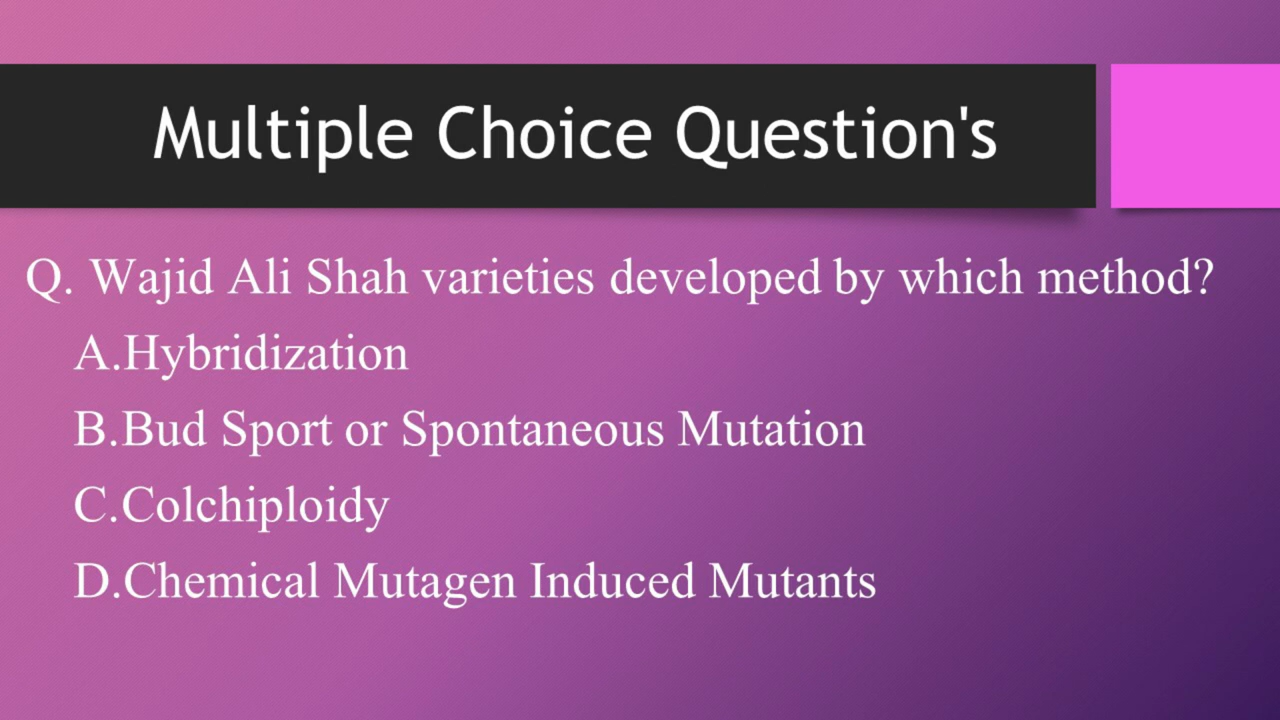 Multiple Choice Question's
Q. Wajid Ali Shah varieties developed by which method?
A.Hybridization
B.Bud Sport or Spontaneous Mutation
C.Colchiploidy
D.Chemical Mutagen Induced Mutants